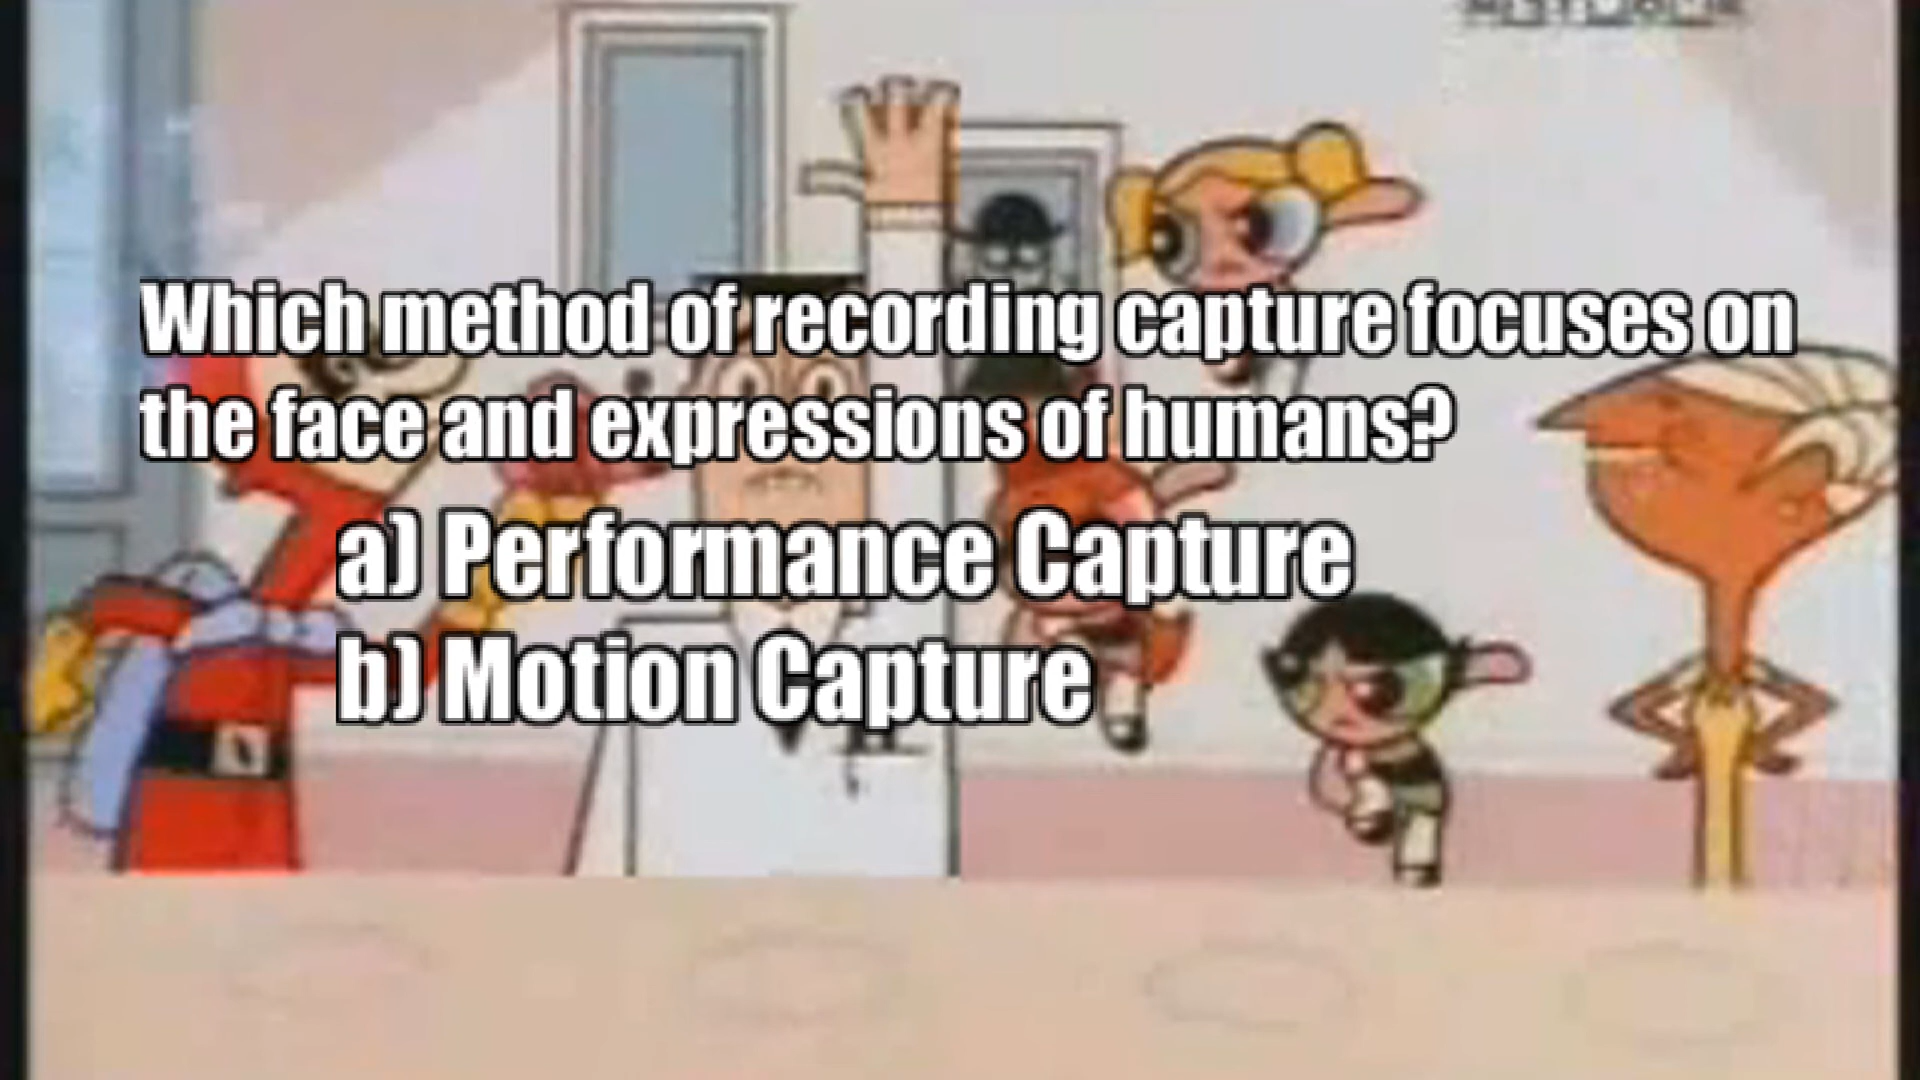 Which method of recording capture focuses on
the face and expressions of humans?
a) Performance Capture
b) Motion Capture